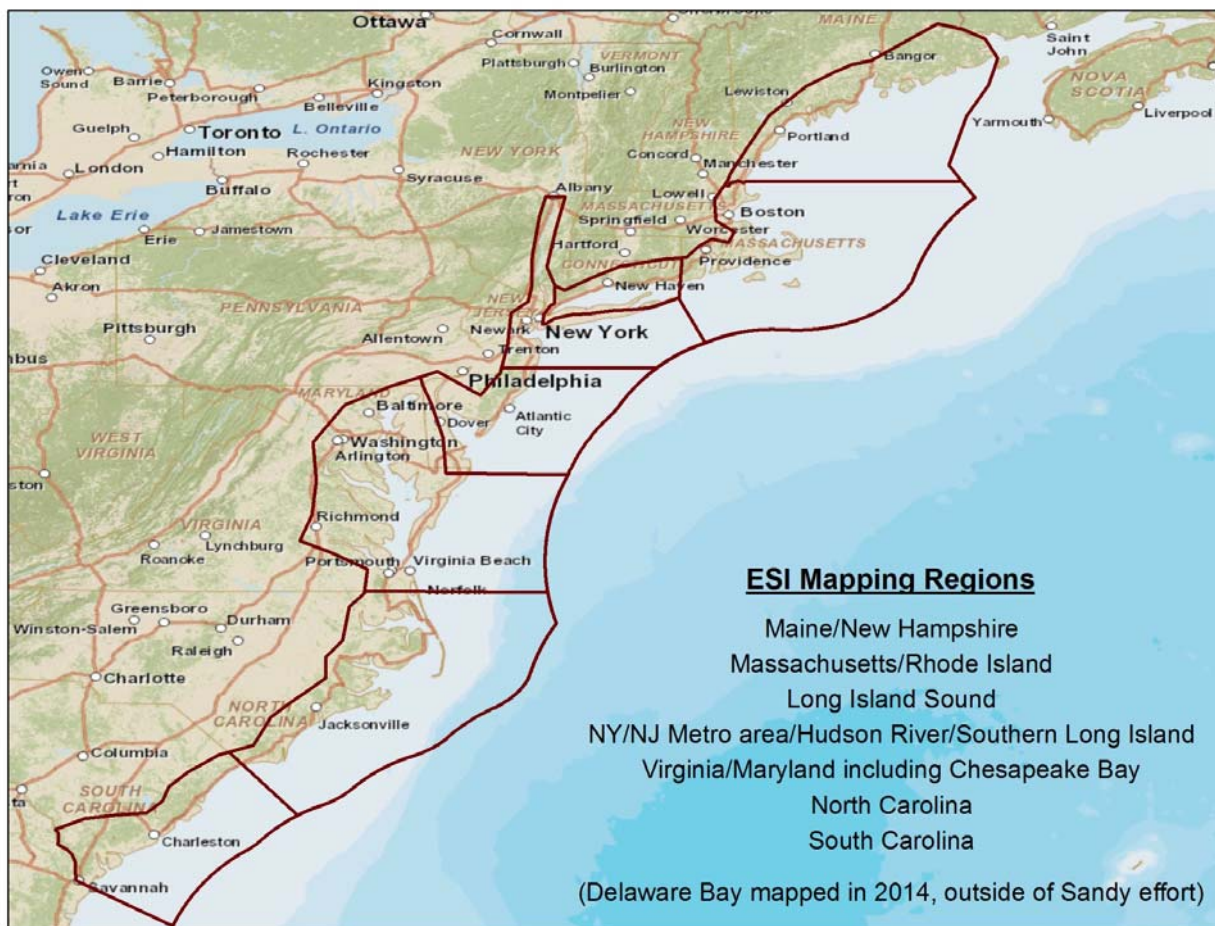 Ottawa
MAINE
Saint
John
Cornwall
VERMONT
Bangor
Owen
Sound
Barrie
Plattsburgh
Burlington
NOVA
SCOTIA
Peterborough
Kingston
Belleville
Montpelier
Lewiston
Liverpool
Yarmouth
Guelph
Toronto
L. Ontario
NEW
HAMPSHIRE
Portland
Hamilton
Rochester
NEW YORK
Concord
Manchester
London
Buffalo
Syracuse
Albany
Lowell
Lake Erie
Erie
Jamestown
MASSACHUSETTS
Springfield
Boston
Worcester
MASSACHUSETTS
Hartford
CONNECTICUT
Providence
Cleveland
Akron
New Haven
PENNSYLVANIA
NEW
JERSEY
Newark
New York
Pittsburgh
Allentown
Trenton
MARYLAND
Philadelphia
Baltimore
Dover
Atlantic
City
WEST
VIRGINIA
Washington
Arlington
VIRGINIA
Richmond
Lynchburg
Roanoke
Portsmouth
Virginia Beach
Norfolk
Greensboro
Winston-Salem
Durham
Raleigh
Charlotte
NORTH
CAROLINA
Jacksonville
Columbia
SOUTH
CAROLINA
Charleston
Savannah
ESI Mapping Regions
Maine/New Hampshire
Massachusetts/Rhode Island
Long Island Sound
NY/NJ Metro area/Hudson River/Southern Long Island
Virginia/Maryland including Chesapeake Bay
North Carolina
South Carolina
(Delaware Bay mapped in 2014, outside of Sandy effort)